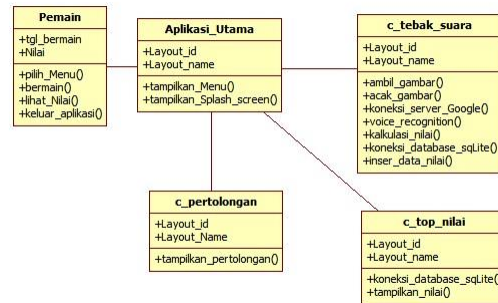 Pemain
+tgl_bermain
+Nilai
+pilih_Menu()
+bermain()
+lihat_Nilai()
+keluar_aplikasi()
Aplikasi_Utama
+Layout_id
+Layout_name
+tampilkan_Menu()
+tampilkan_Splash_screen()
c_tebak_suara
+Layout_id
+Layout_name
+ambil_gambar()
+acak_gambar()
+koneksi_server_Google()
+voice_recognition()
+kalkulasi_nilai()
+koneksi_database_sqLite()
+inser_data_nilai()
c_pertolongan
+Layout_id
+Layout_Name
+tampilkan_pertolongan()
c_top_nilai
+Layout_id
+Layout_name
+koneksi_database_sqLite()
+tampilkan_nilai()